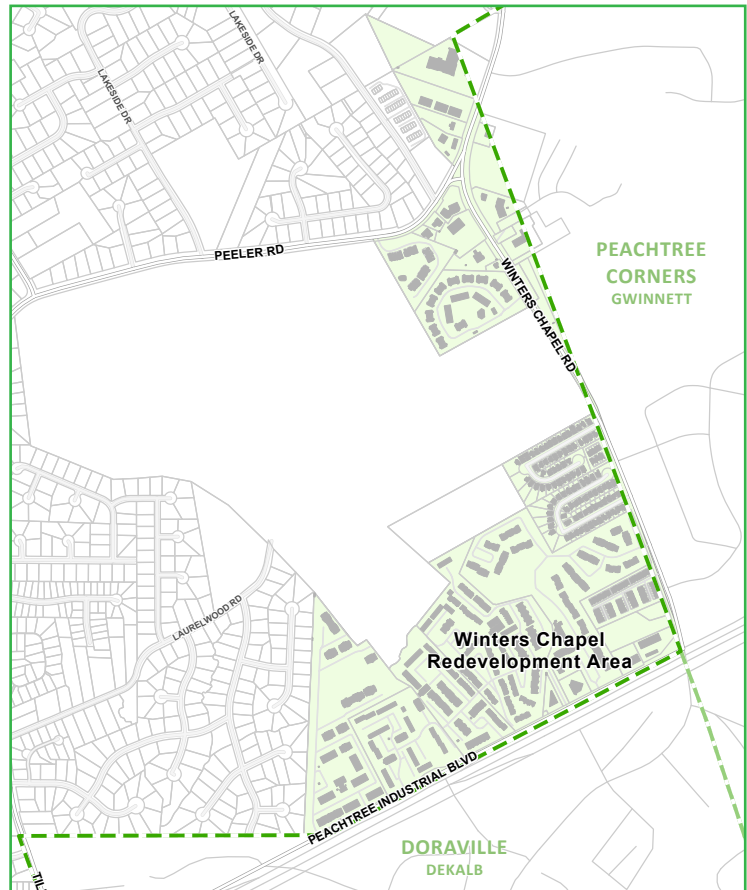 LAKESIDE DR
LAKESIDE DR
PEELER RD
WINTERS CHAPEL RD
PEACHTREE
CORNERS
GWINNETT
LAURELWOOD RD
Winters Chapel
Redevelopment Area
PEACHTREE INDUSTRIAL BLVD
DORAVILLE
DEKALB